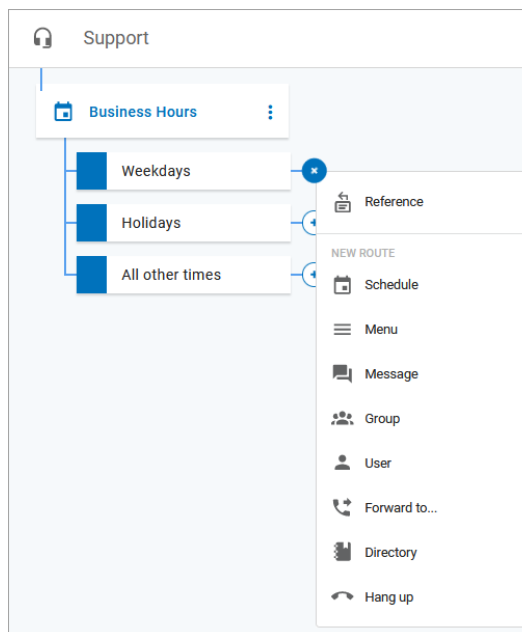 Support
Business Hours
Weekdays
Holidays
All other times
Reference
NEW ROUTE
Schedule
Menu
Message
Group
User
Forward to...
Directory
Hang up